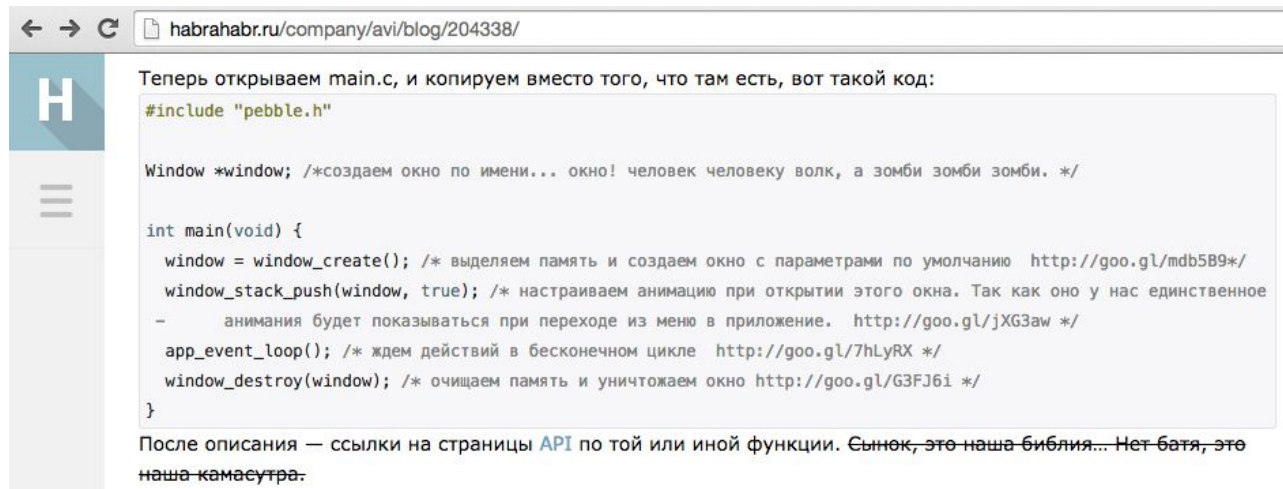 habrahabr.ru/company/avi/blog/204338/
H
Теперь открываем main.c, и копируем вместо того, что там есть, вот такой код:
#include "pebble.h"
Window *window; /*создаем окно по имени... окно! человек человеку волк, а зомби зомби зомби. */
int main(void) {
window = window_create(); /* выделяем память и создаем окно с параметрами по умолчанию  http://goo.gl/mdb5B9*/
window_stack_push(window, true); /* настраиваем анимацию при открытии этого окна. Так как оно у нас единственное
–      анимания будет показываться при переходе из меню в приложение.  http://goo.gl/jXG3aw */
app_event_loop(); /* ждем действий в бесконечном цикле  http://goo.gl/7hLyRX */
window_destroy(window); /* очищаем память и уничтожаем окно http://goo.gl/G3FJ6i */
}
После описания — ссылки на страницы API по той или иной функции. Сынок, это наша библия... Нет батя, это
наша камасутра.